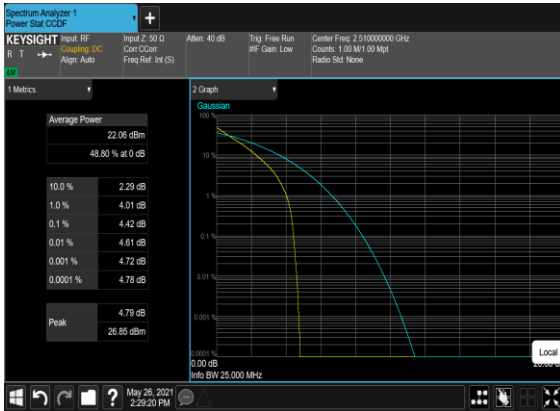 Spectrum Analyzer 1
Power Stat CCDF
+
KEYSIGHT
R T
Input: RF
Coupling: DC
Align: Auto
Input Z: 50 Ω
Corr CCorr
Freq Ref: Int (S)
Atten: 40 dB
Trig: Free Run
#IF Gain: Low
Center Freq: 2.510000000 GHz
Counts: 1.00 M/1.00 Mpt
Radio Std: None
1 Metrics
Average Power
22.06 dBm
48.80 % at 0 dB
10.0 % 2.29 dB
1.0 % 4.01 dB
0.1 % 4.42 dB
0.01 % 4.61 dB
0.001 % 4.72 dB
0.0001 % 4.78 dB
Peak
4.79 dB
26.85 dBm
2 Graph
Gaussian
100 %
10 %
1 %
0.1 %
0.01 %
0.001 %
0.0001 %
0.00 dB
Info BW 25.000 MHz
Local
?
May 26, 2021
2:29:20 PM